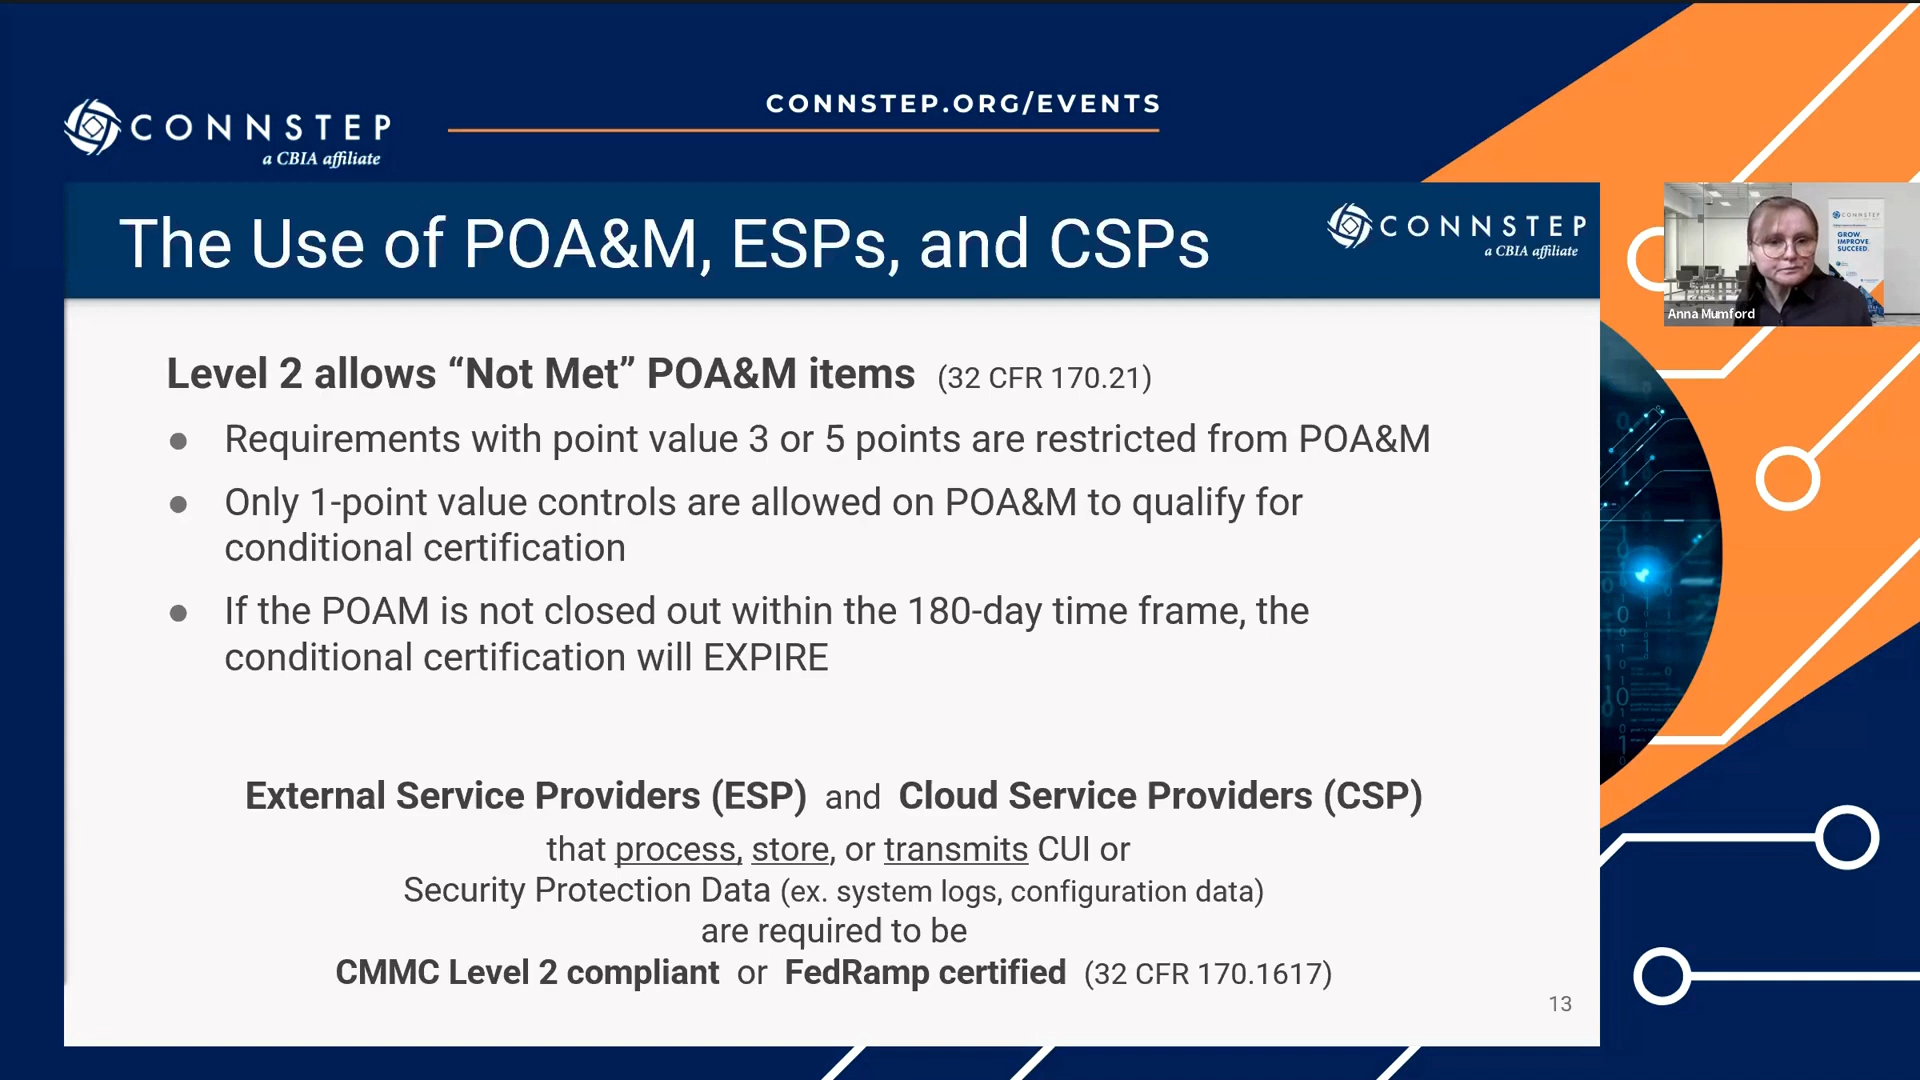 CONNSTEP.ORG/EVENTS
CONNSTEP
a CBIA affiliate
The Use of POA&M, ESPs, and CSPs
CONNSTEP
a CBIA affiliate
CONNSTEP
GROW.
IMPROVE.
SUCCEED.
Anna Mumford
Level 2 allows “Not Met” POA&M items (32 CFR 170.21)
● Requirements with point value 3 or 5 points are restricted from POA&M
● Only 1-point value controls are allowed on POA&M to qualify for
conditional certification
● If the POAM is not closed out within the 180-day time frame, the
conditional certification will EXPIRE
External Service Providers (ESP) and Cloud Service Providers (CSP)
that process, store, or transmits CUI or
Security Protection Data (ex. system logs, configuration data)
are required to be
CMMC Level 2 compliant or FedRamp certified (32 CFR 170.1617)
13